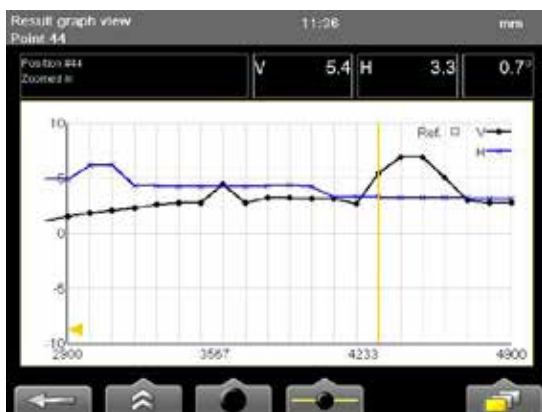 Result graph view 11:26 mm
Point 44
Position #44 V 5.4 H 3.3 0.7°
Zoomed in
10 Ref. V
H
5
0
-5
-10
2900 3567 4233 4900